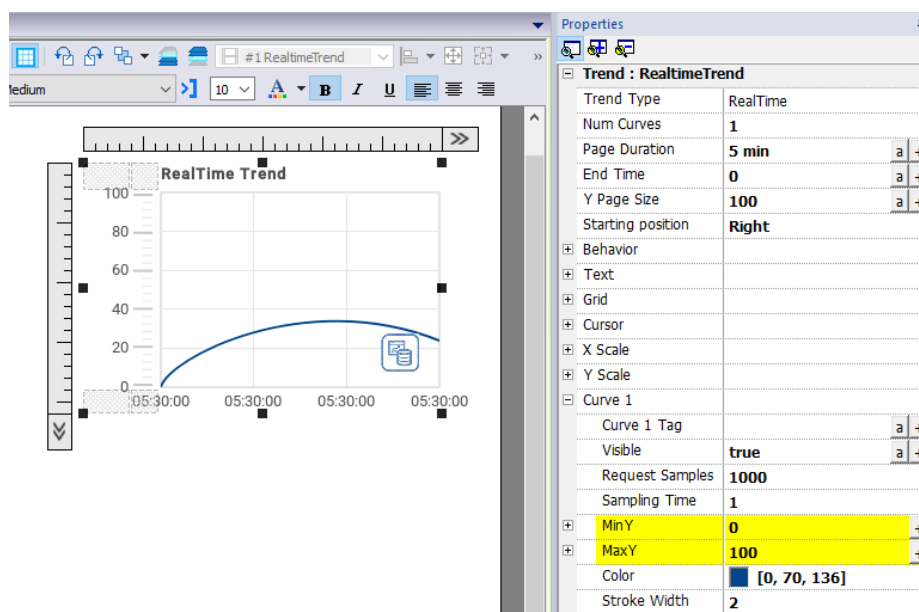 Properties
#1 RealtimeTrend
Medium
10
B
I
U
Trend : RealtimeTrend
Trend Type RealTime
Num Curves 1
Page Duration 5 min a +
End Time 0 a +
Y Page Size 100 a +
Starting position Right
Behavior
Text
Grid
Cursor
X Scale
Y Scale
Curve 1
Curve 1 Tag a +
Visible true a +
Request Samples 1000
Sampling Time 1
MinY 0 +
MaxY 100 +
Color [0, 70, 136]
Stroke Width 2
RealTime Trend
100
80
60
40
20
0
05:30:00 05:30:00 05:30:00 05:30:00